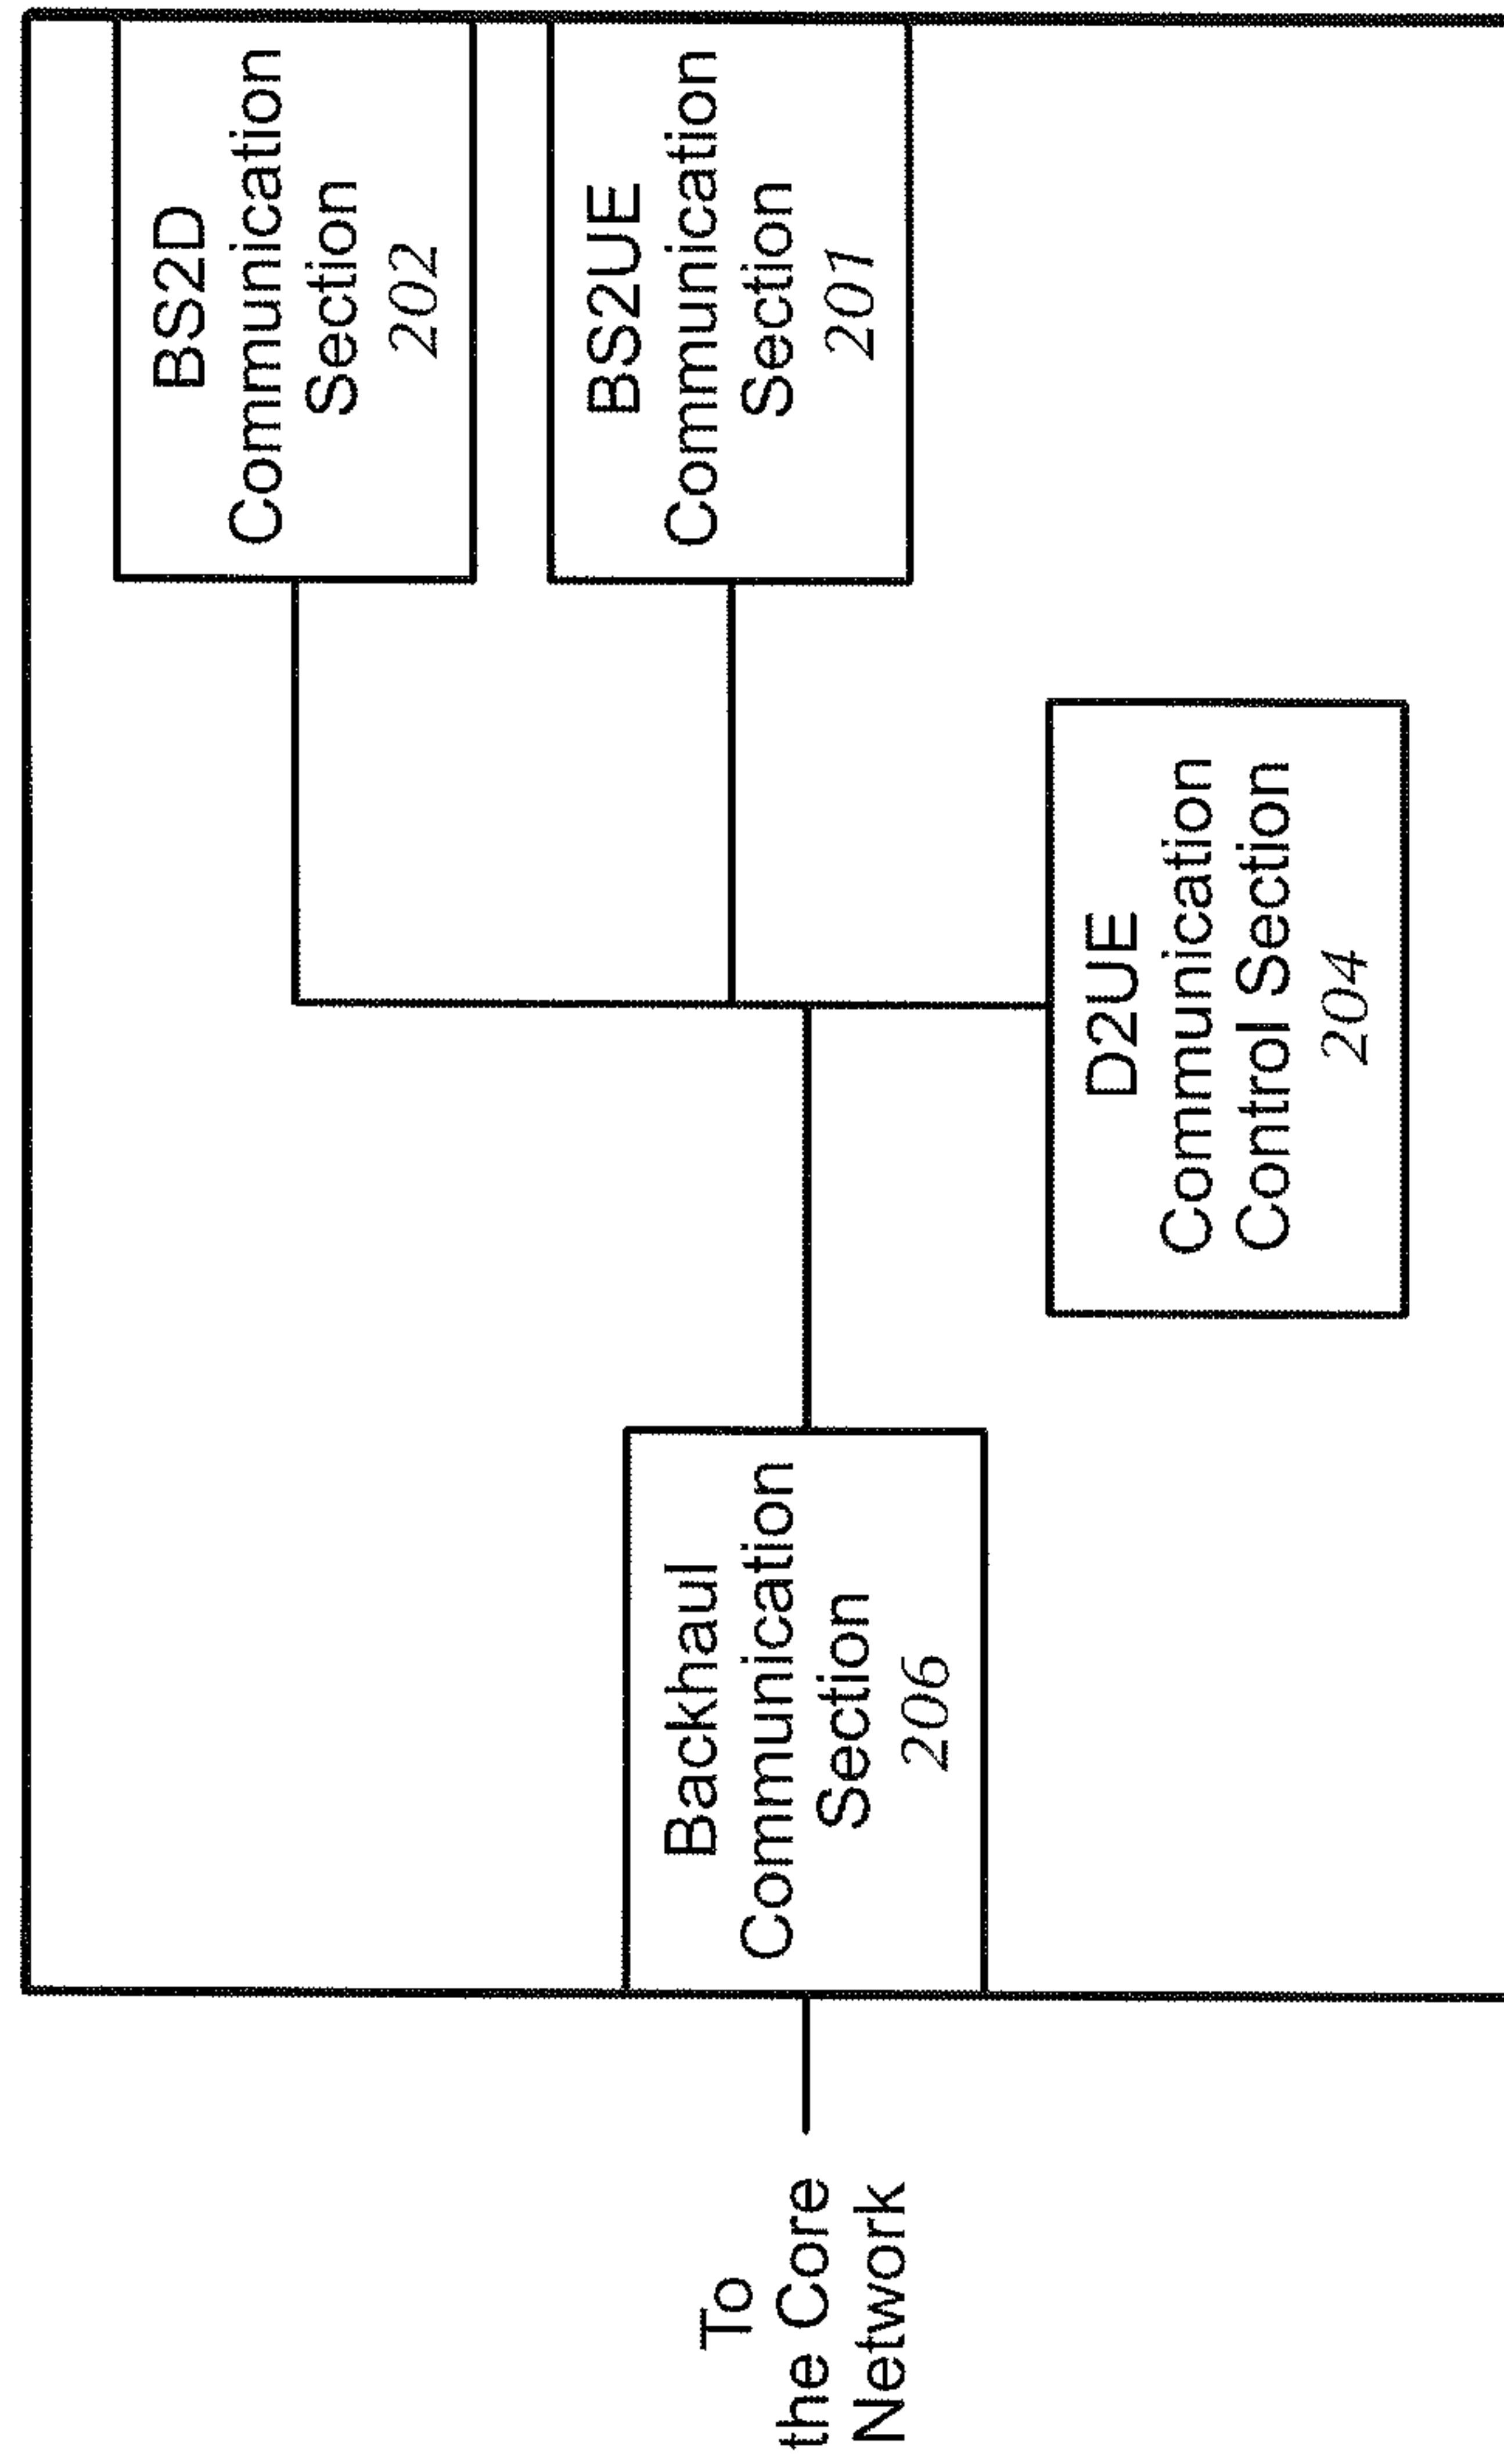 BS2D
Communication
Section
202
BS2UE
Communication
Section
201
D2UE
Communication
Control Section
204
Backhaul
Communication
Section
206
To
the Core
Network